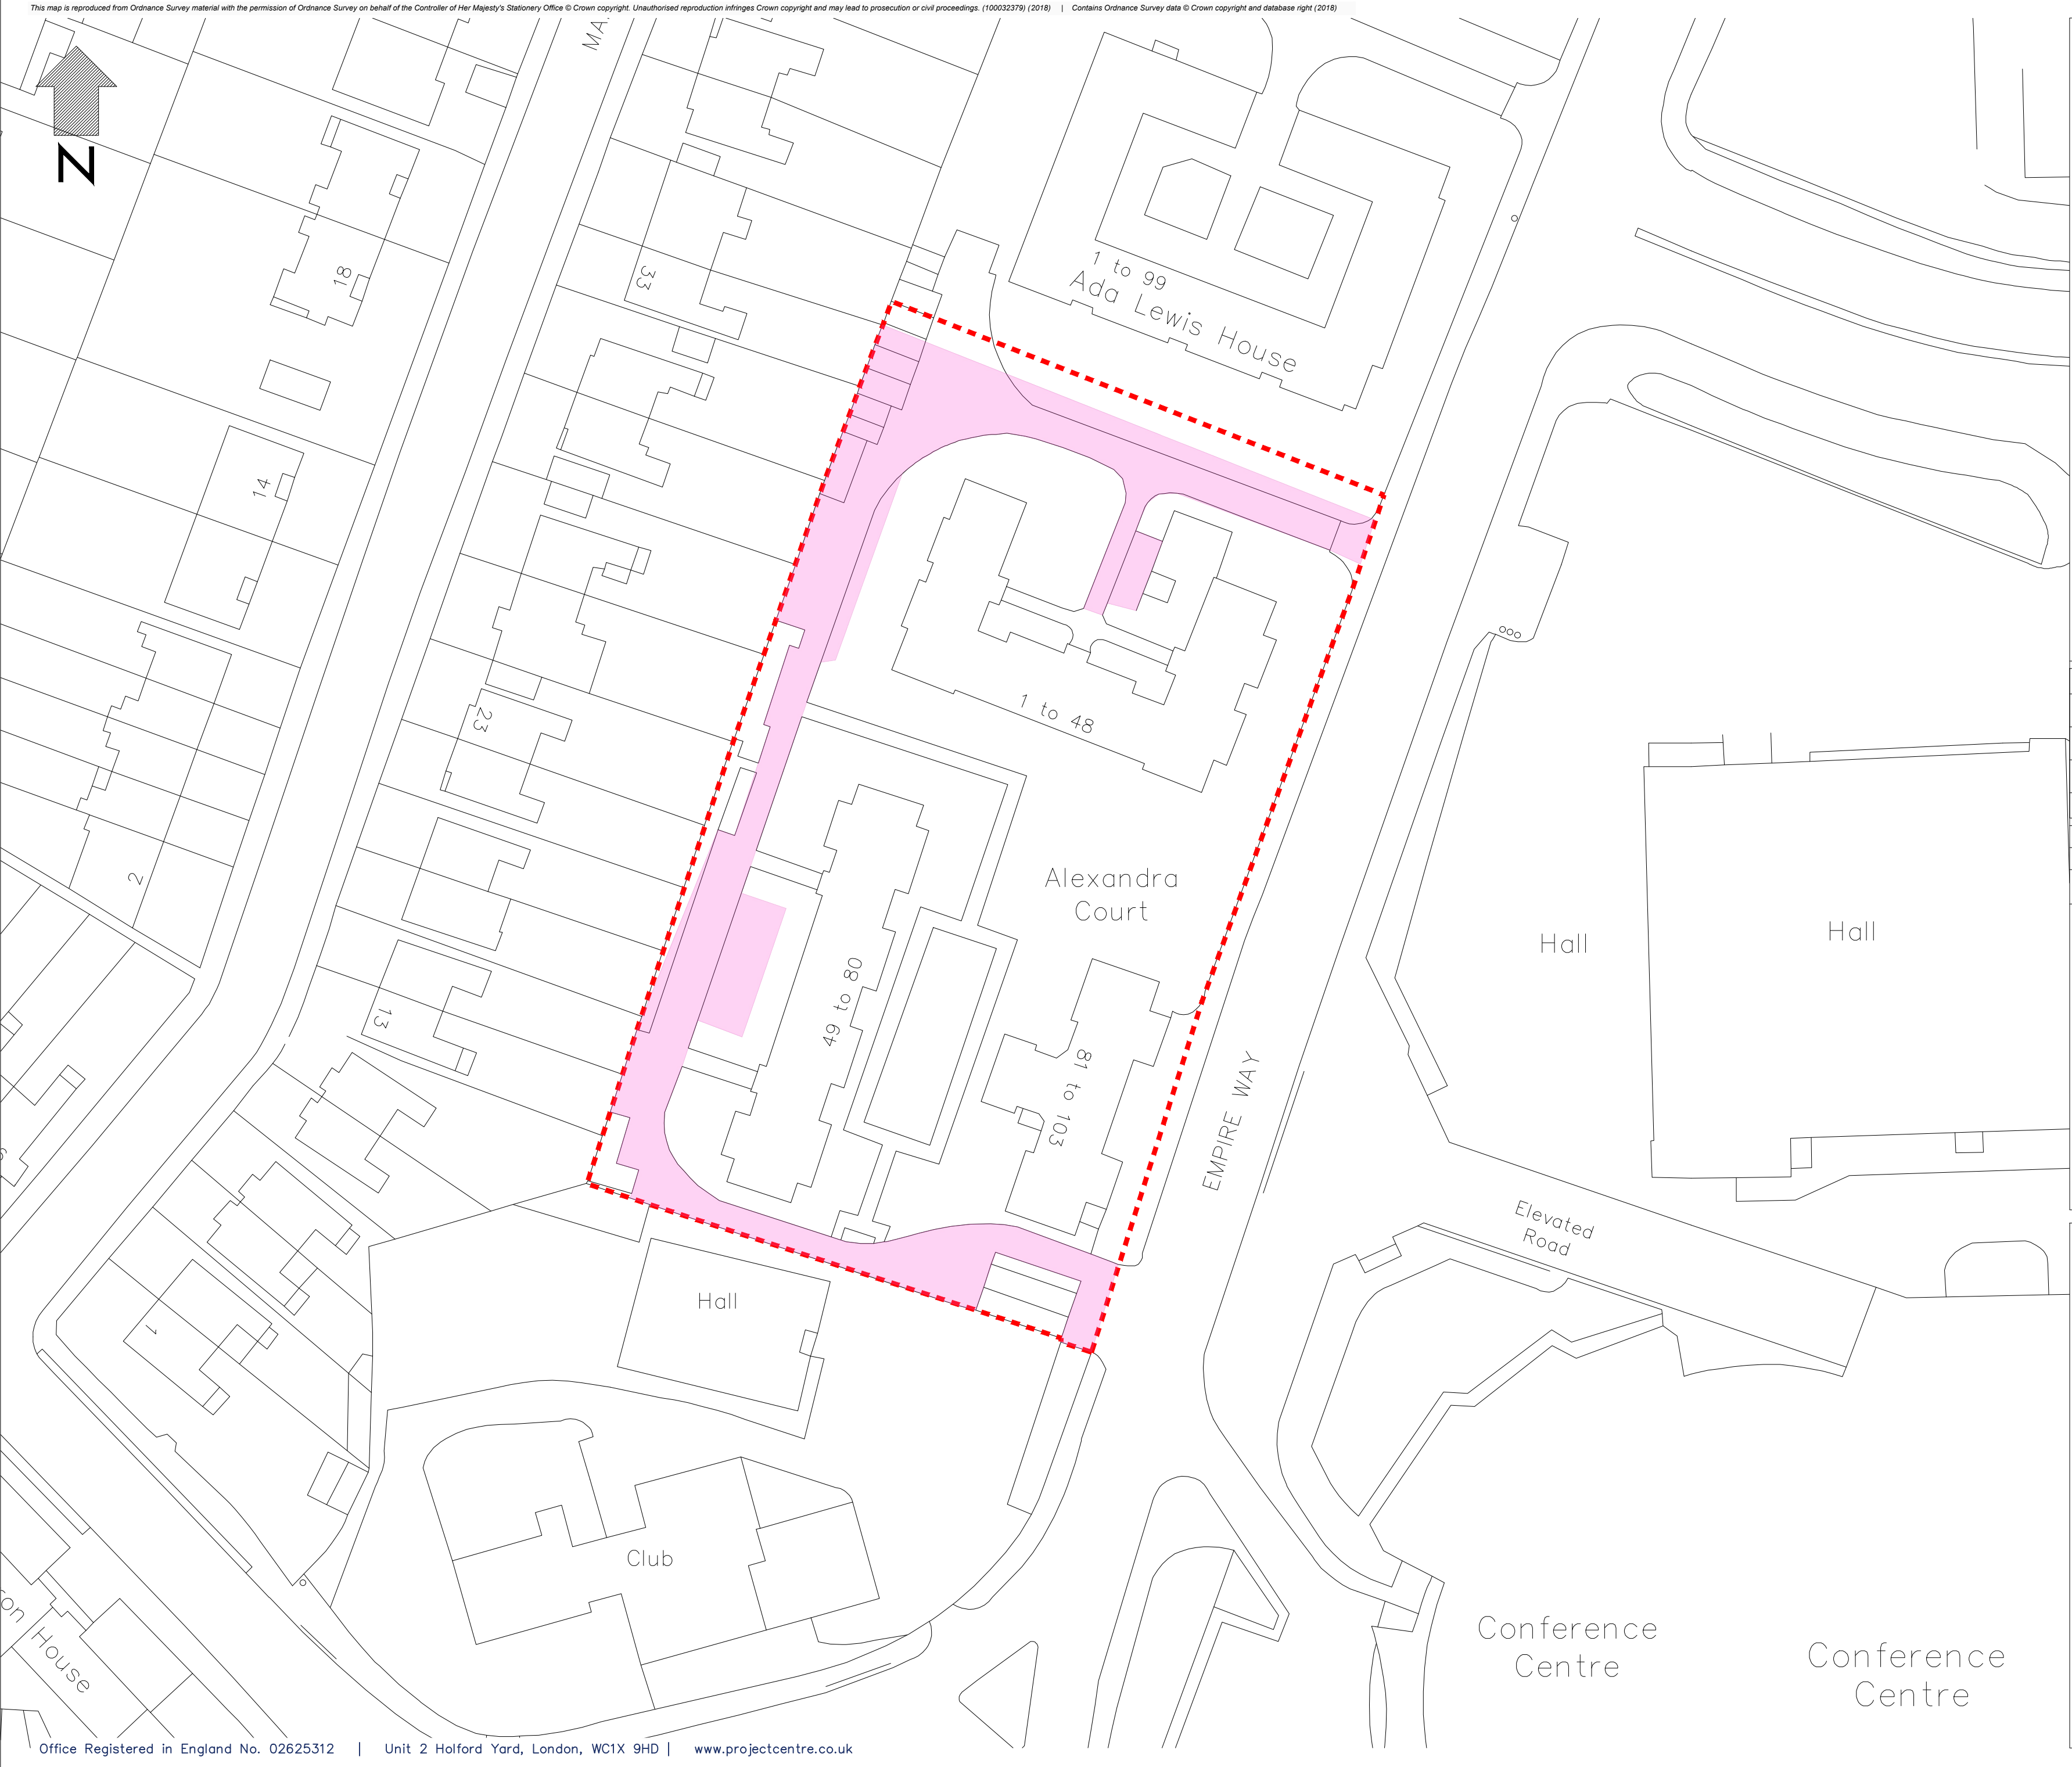 This map is reproduced from Ordnance Survey material with the permission of Ordnance Survey on behalf of the Controller of Her Majesty's Stationery Office © Crown copyright. Unauthorised reproduction infringes Crown copyright and may lead to prosecution or civil proceedings. (100032379) (2018) | Contains Ordnance Survey data © Crown copyright and database right (2018)
MA
N
18
33
1 to 99
Ada Lewis House
14
23
1 to 48
2
Alexandra
Court
Hall
Hall
13
49 to 80
81 to 103
EMPIRE WAY
Elevated
Road
Hall
1
Club
Conference
Centre
Conference
Centre
on
House
Office Registered in England No. 02625312 | Unit 2 Holford Yard, London, WC1X 9HD | www.projectcentre.co.uk